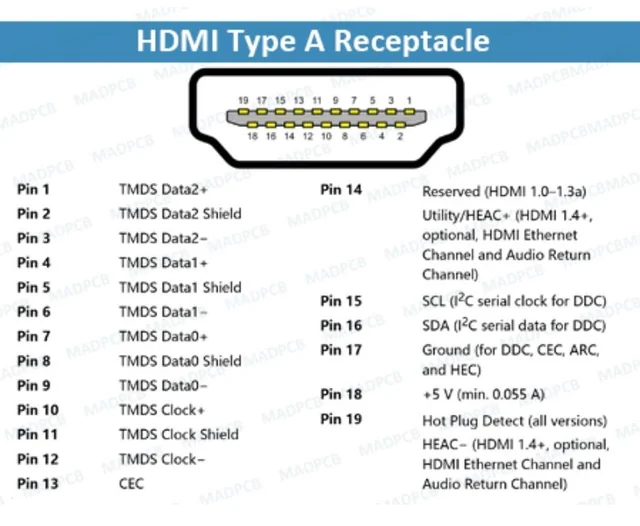 HDMI Type A Receptacle
19 17 15 13 11 9 7 5 3 1
18 16 14 12 10 8 6 4 2
Pin 1 TMDS Data2+
Pin 2 TMDS Data2 Shield
Pin 3 TMDS Data2−
Pin 4 TMDS Data1+
Pin 5 TMDS Data1 Shield
Pin 6 TMDS Data1−
Pin 7 TMDS Data0+
Pin 8 TMDS Data0 Shield
Pin 9 TMDS Data0−
Pin 10 TMDS Clock+
Pin 11 TMDS Clock Shield
Pin 12 TMDS Clock−
Pin 13 CEC
Pin 14 Reserved (HDMI 1.0–1.3a)
Utility/HEAC+ (HDMI 1.4+,
optional, HDMI Ethernet
Channel and Audio Return
Channel)
Pin 15 SCL (I²C serial clock for DDC)
Pin 16 SDA (I²C serial data for DDC)
Pin 17 Ground (for DDC, CEC, ARC,
and HEC)
Pin 18 +5 V (min. 0.055 A)
Pin 19 Hot Plug Detect (all versions)
HEAC− (HDMI 1.4+, optional,
HDMI Ethernet Channel and
Audio Return Channel)
MADPCB